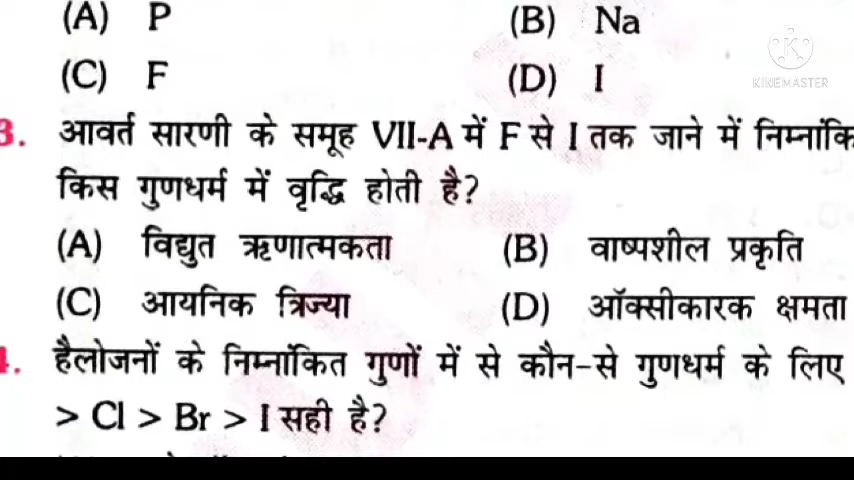 (A) P (B) Na
(C) F (D) I
KINEMASTER
3. आवर्त सारणी के समूह VII-A में F से I तक जाने में
किस गुणधर्म में वृद्धि होती है?
(A) विद्युत ऋणात्मकता (B) वाष्पशील प्रकृति
(C) आयनिक त्रिज्या (D) ऑक्सीकारक क्षमता
हैलोजनों के निम्नांकित गुणों में से कौन-से गुणधर्म के लिए
> Cl > Br > I सही है?